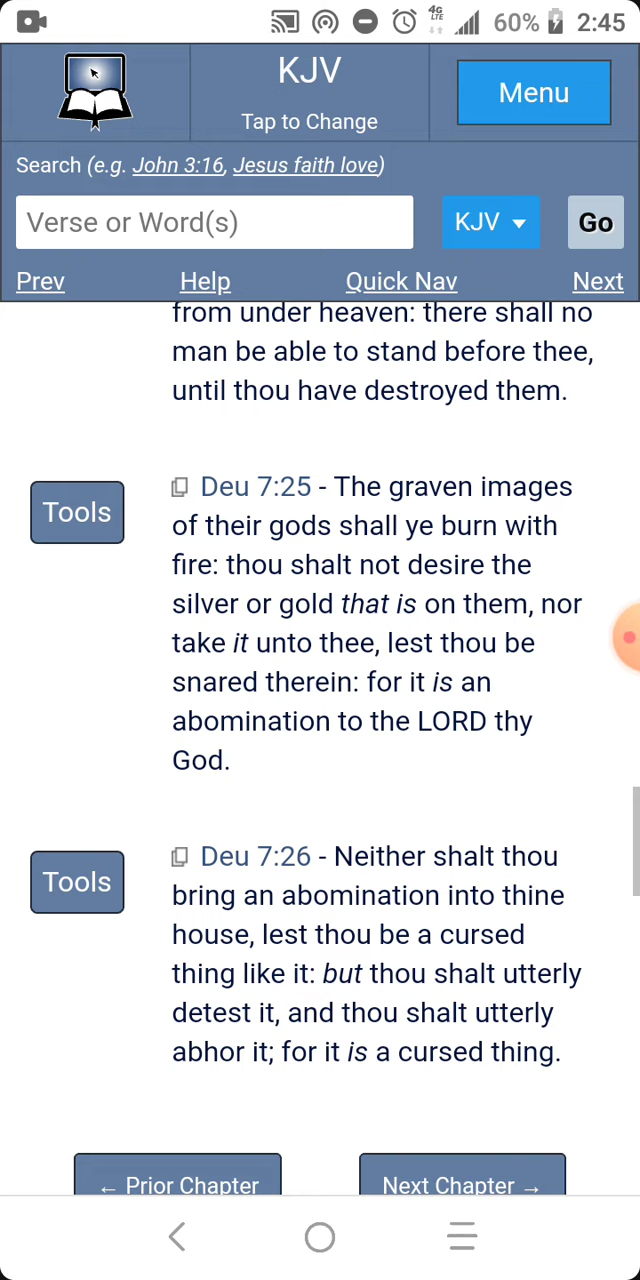 4G
LTE
60%
2:45
KJV
Tap to Change
Menu
Search (e.g. John 3:16, Jesus faith love)
Verse or Word(s)
KJV
Go
Prev
Help
Quick Nav
Next
from under heaven: there shall no
man be able to stand before thee,
until thou have destroyed them.
Tools
Deu 7:25 - The graven images
of their gods shall ye burn with
fire: thou shalt not desire the
silver or gold that is on them, nor
take it unto thee, lest thou be
snared therein: for it is an
abomination to the LORD thy
God.
Tools
Deu 7:26 - Neither shalt thou
bring an abomination into thine
house, lest thou be a cursed
thing like it: but thou shalt utterly
detest it, and thou shalt utterly
abhor it; for it is a cursed thing.
← Prior Chapter
Next Chapter →